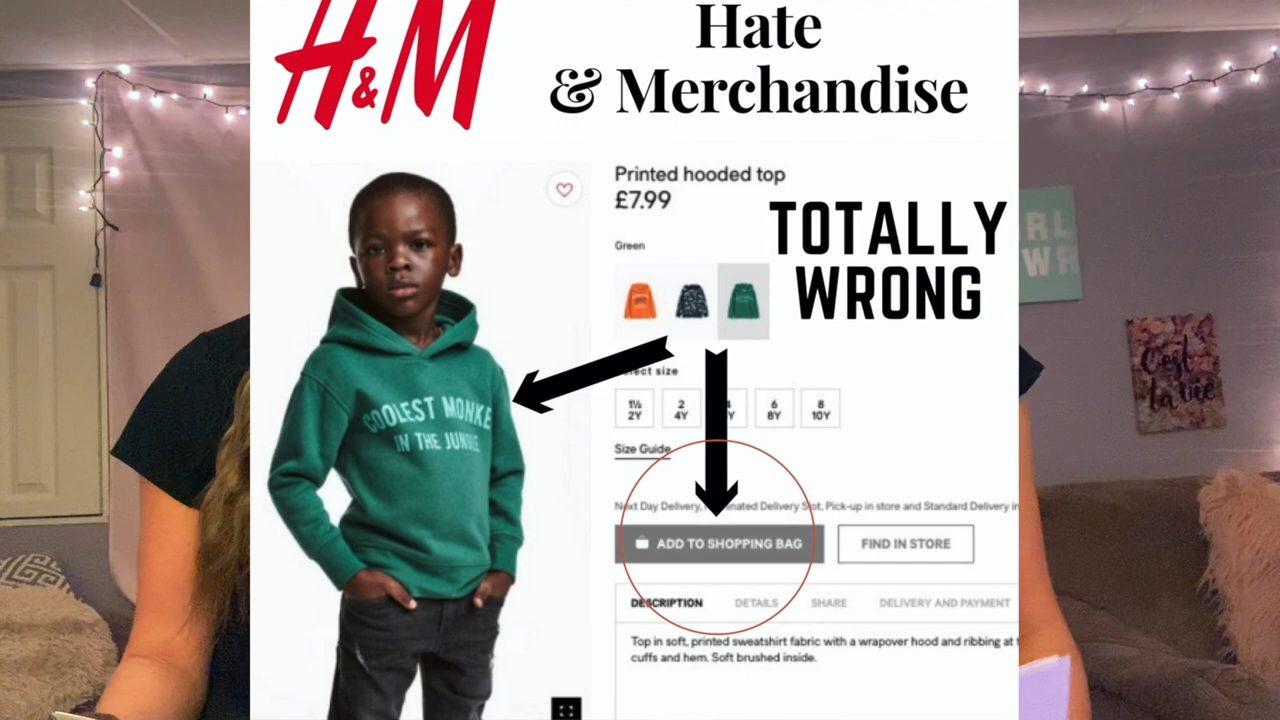 H&M
Hate
& Merchandise
Printed hooded top
£7.99
TOTALLY
WRONG
Green
COOLEST MONKE
IN THE JUNGLE
size
1½
2Y
2
4Y
6
8Y
8
10Y
Size Guide
Next Day Delivery, Delivery Slot, Pick-up in store and Standard Delivery in
ADD TO SHOPPING BAG
FIND IN STORE
DESCRIPTION
DETAILS
SHARE
DELIVERY AND PAYMENT
Top in soft, printed sweatshirt fabric with a wrapover hood and ribbing at
cuffs and hem. Soft brushed inside.
C'est
la vie